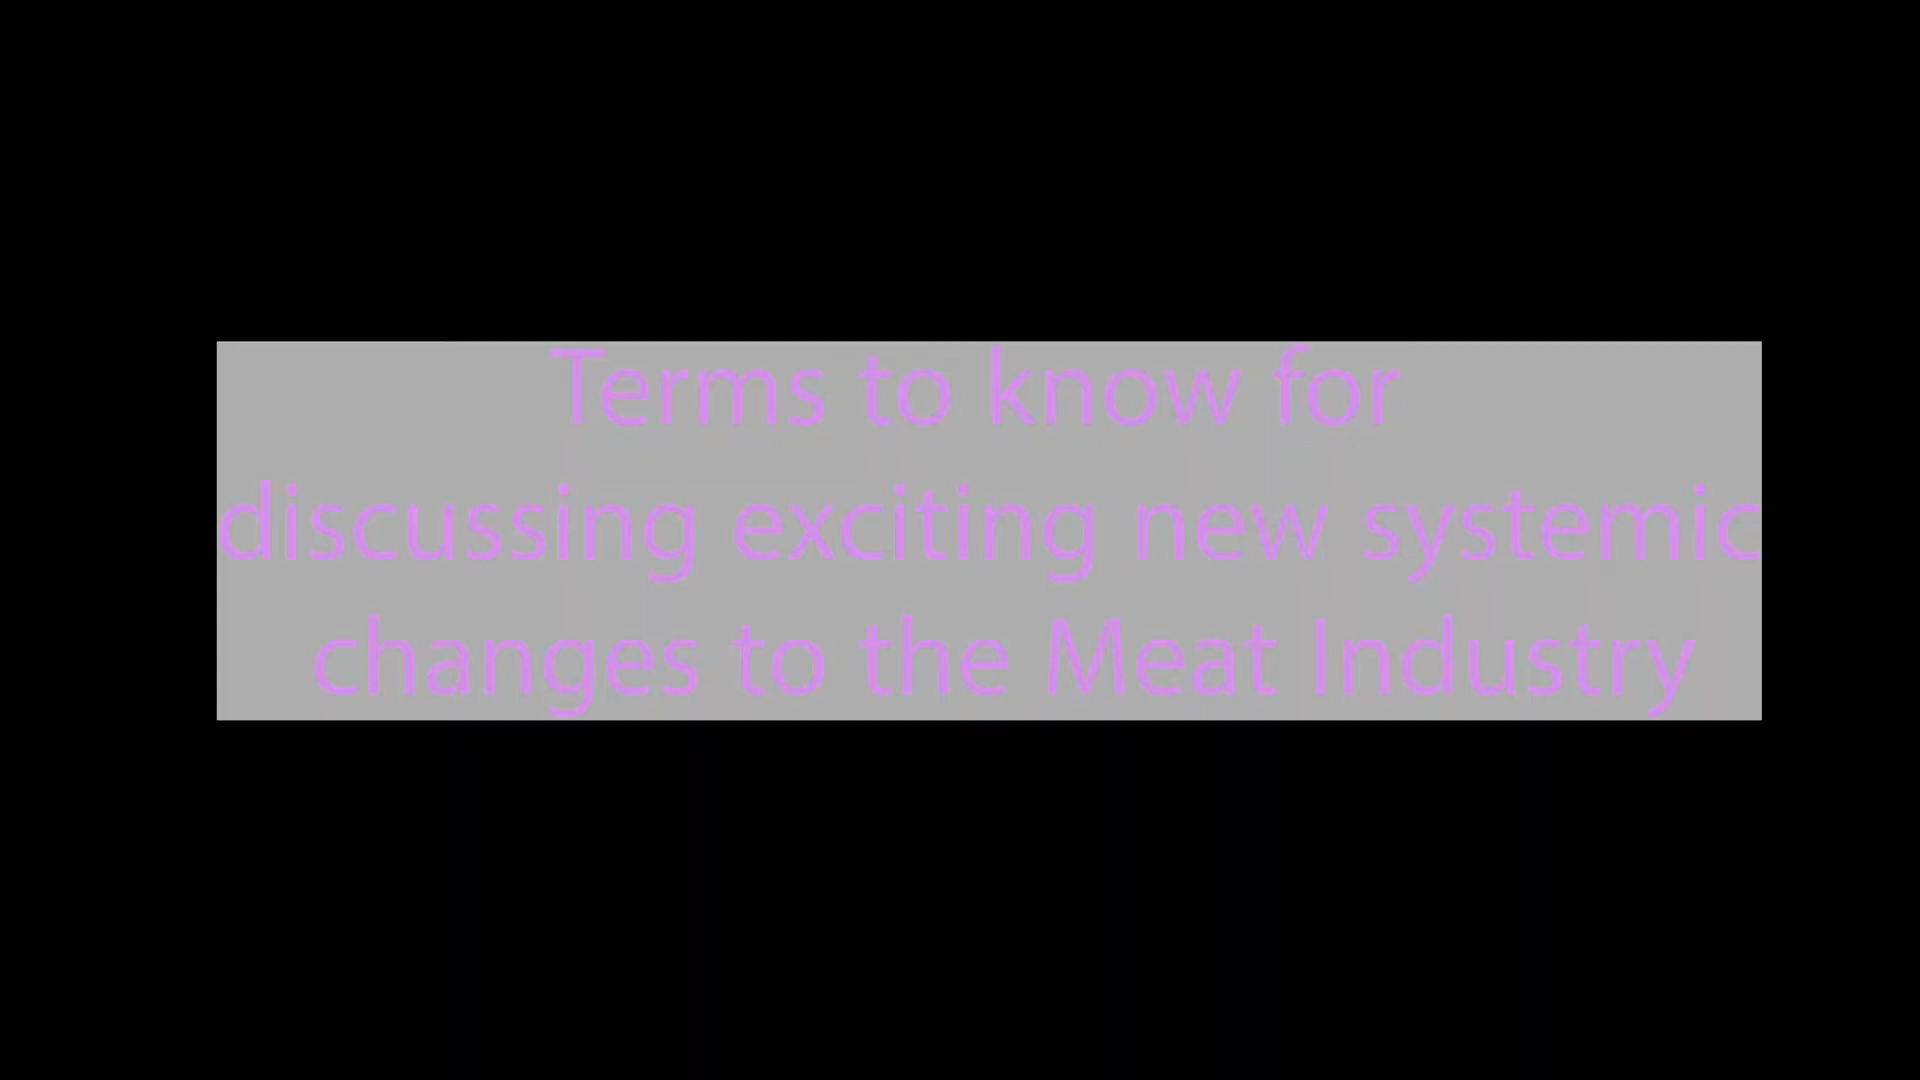 Terms to know for
discussing exciting new systemic
changes to the Meat Industry